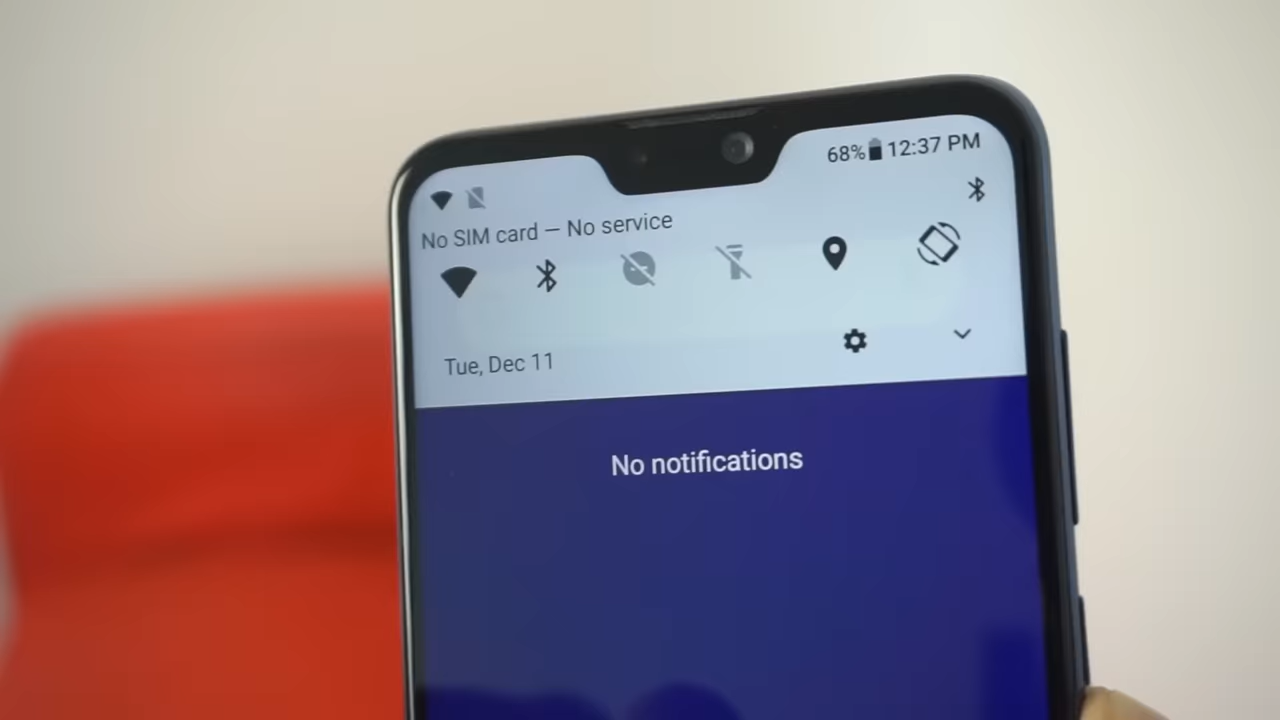 68% 12:37 PM
No SIM card – No service
Tue, Dec 11
No notifications